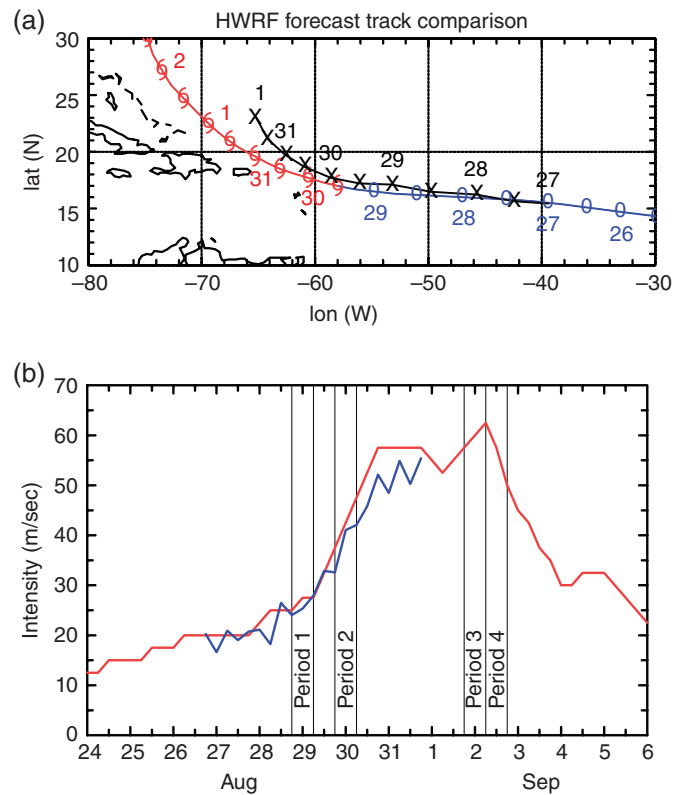 (a) HWRF forecast track comparison
30
25
20
15
10
lat (N)
2
1
1
31
30
29
28
27
31
30
29
28
27
26
−80 −70 −60 −50 −40 −30
lon (W)
(b)
70
60
50
40
30
20
10
0
Intensity (m/sec)
Period 1
Period 2
Period 3
Period 4
24 25 26 27 28 29 30 31 1 2 3 4 5 6
Aug Sep